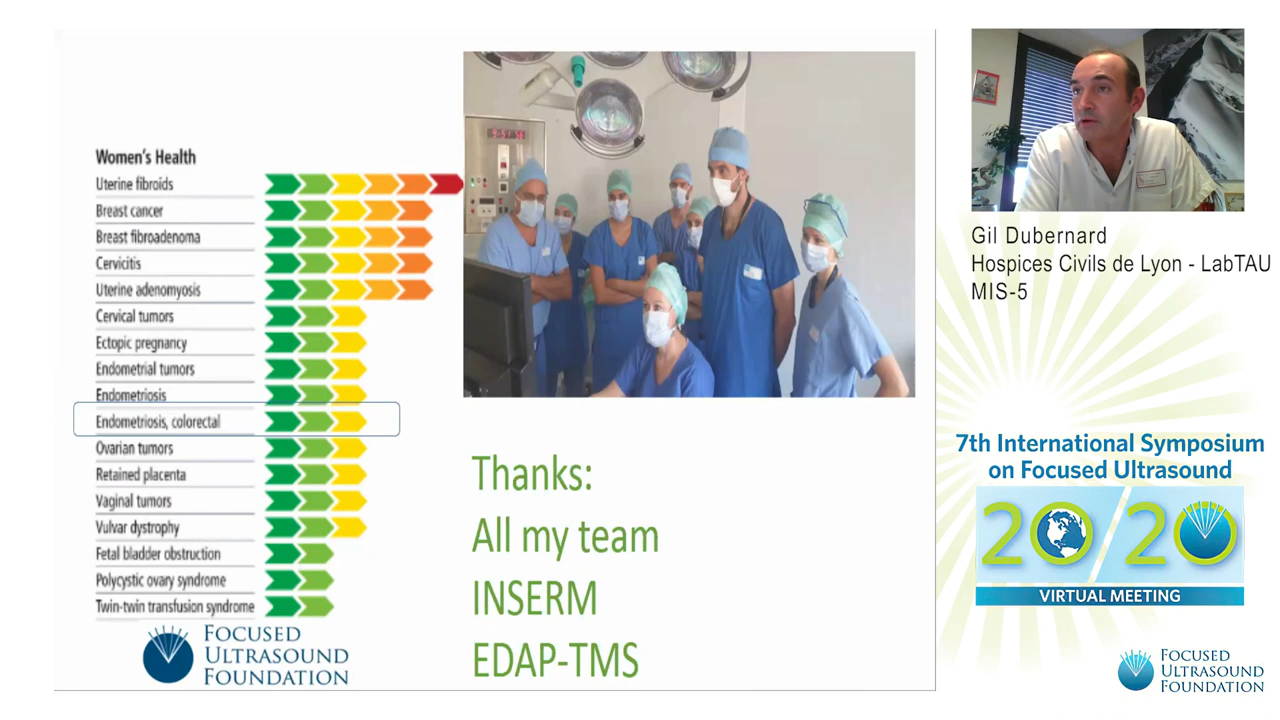 Women's Health
Uterine fibroids
Breast cancer
Breast fibroadenoma
Cervicitis
Uterine adenomyosis
Cervical tumors
Ectopic pregnancy
Endometrial tumors
Endometriosis
Endometriosis, colorectal
Ovarian tumors
Retained placenta
Vaginal tumors
Vulvar dystrophy
Fetal bladder obstruction
Polycystic ovary syndrome
Twin-twin transfusion syndrome
FOCUSED
ULTRASOUND
FOUNDATION
Thanks:
All my team
INSERM
EDAP-TMS
Gil Dubernard
Hospices Civils de Lyon - LabTAU
MIS-5
7th International Symposium
on Focused Ultrasound
20/20
VIRTUAL MEETING
FOCUSED
ULTRASOUND
FOUNDATION